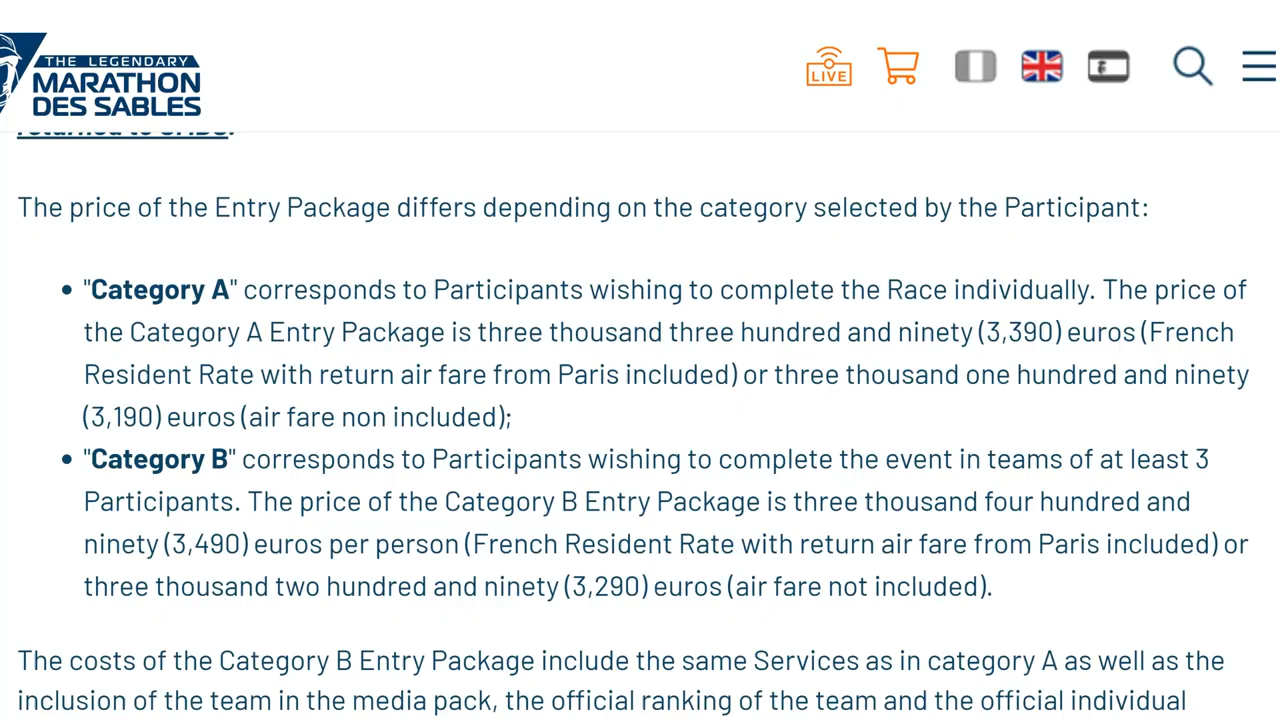 THE LEGENDARY
MARATHON
DES SABLES
LIVE
The price of the Entry Package differs depending on the category selected by the Participant:
• "Category A" corresponds to Participants wishing to complete the Race individually. The price of
the Category A Entry Package is three thousand three hundred and ninety (3,390) euros (French
Resident Rate with return air fare from Paris included) or three thousand one hundred and ninety
(3,190) euros (air fare non included);
• "Category B" corresponds to Participants wishing to complete the event in teams of at least 3
Participants. The price of the Category B Entry Package is three thousand four hundred and
ninety (3,490) euros per person (French Resident Rate with return air fare from Paris included) or
three thousand two hundred and ninety (3,290) euros (air fare not included).
The costs of the Category B Entry Package include the same Services as in category A as well as the
inclusion of the team in the media pack, the official ranking of the team and the official individual